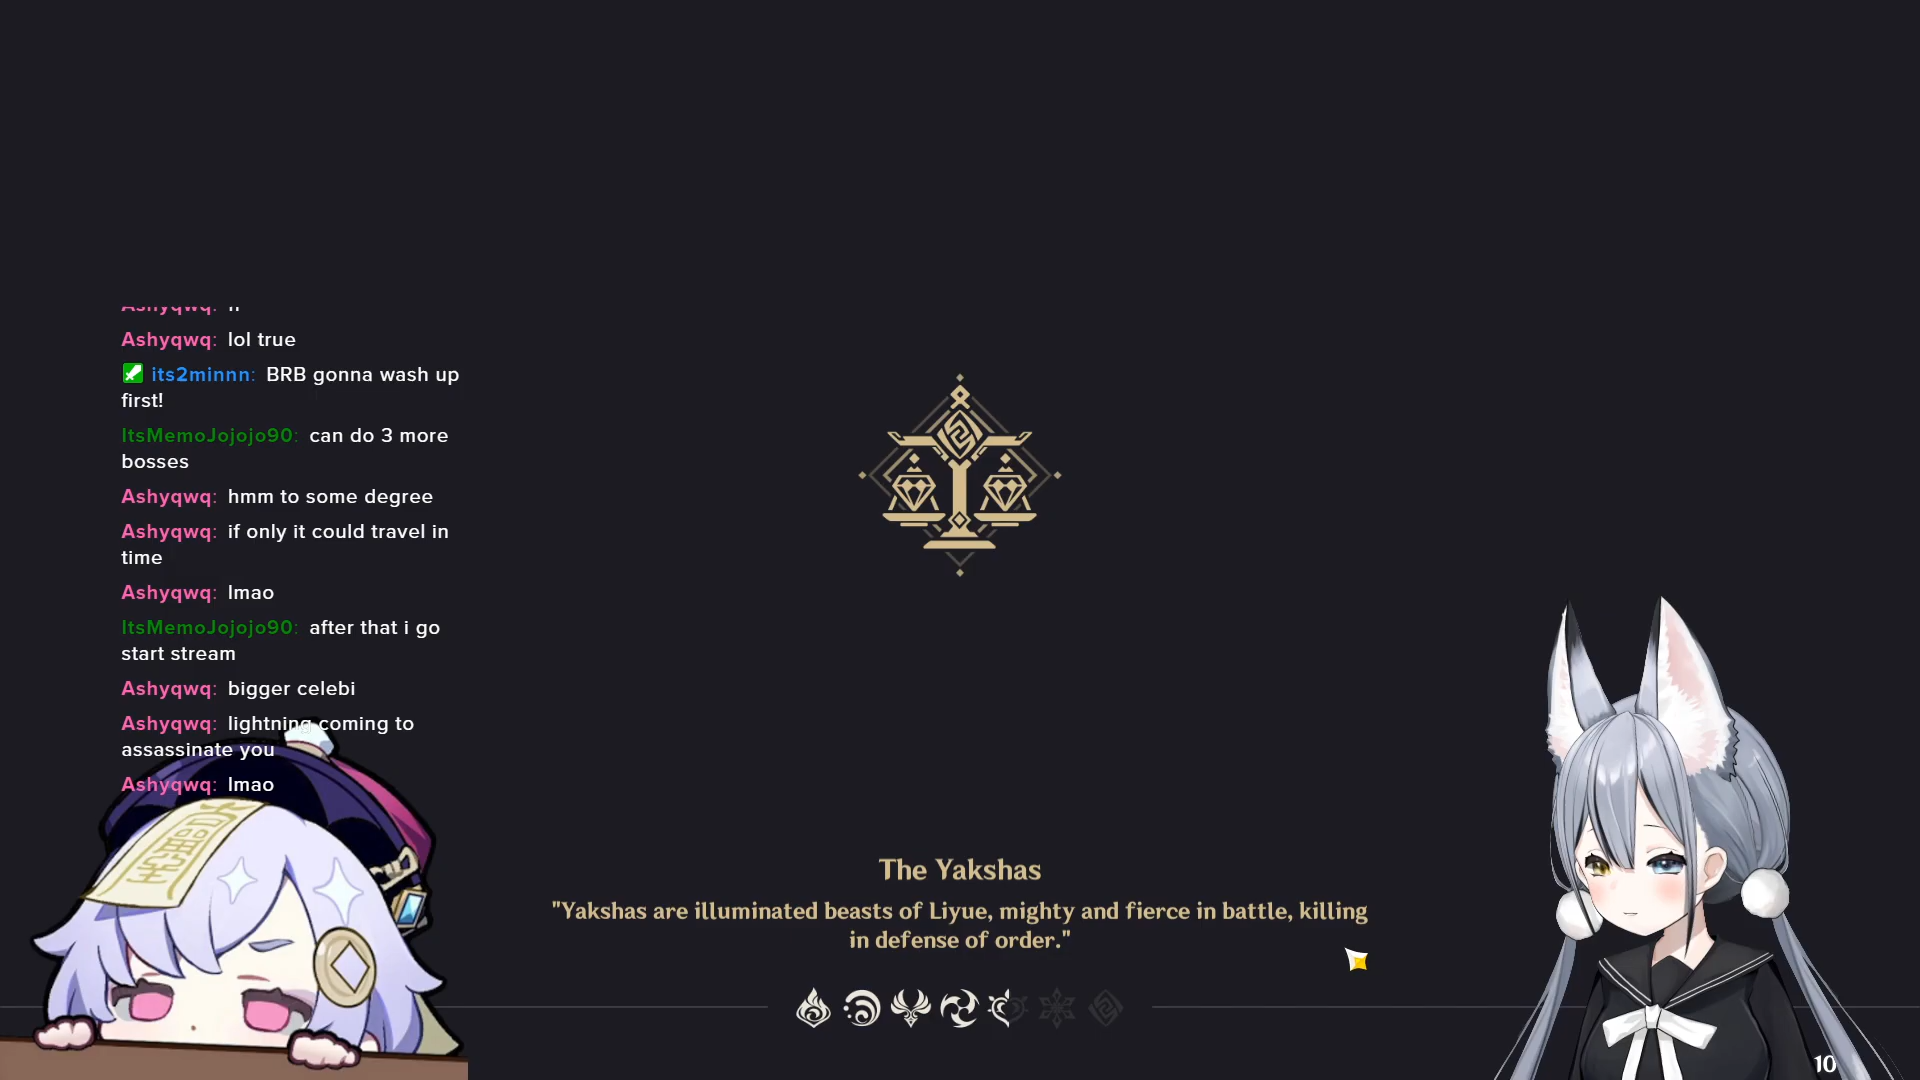 Ashyqwq: lol true
its2minnn: BRB gonna wash up
first!
ItsMemoJojojo90: can do 3 more
bosses
Ashyqwq: hmm to some degree
Ashyqwq: if only it could travel in
time
Ashyqwq: lmao
ItsMemoJojojo90: after that i go
start stream
Ashyqwq: bigger celebi
Ashyqwq: lightning coming to
assassinate you
Ashyqwq: lmao
The Yakshas
"Yakshas are illuminated beasts of Liyue, mighty and fierce in battle, killing
in defense of order."
10